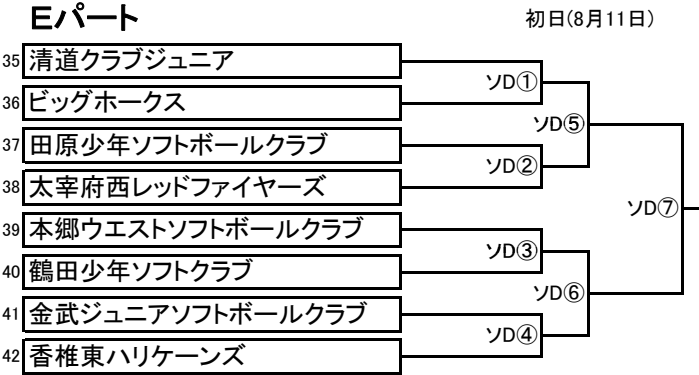 Eパート
初日(8月11日)
35 清道クラブジュニア
36 ビッグホークス
37 田原少年ソフトボールクラブ
38 太宰府西レッドファイヤーズ
39 本郷ウエストソフトボールクラブ
40 鶴田少年ソフトクラブ
41 金武ジュニアソフトボールクラブ
42 香椎東ハリケーンズ
ソD①
ソD②
ソD③
ソD④
ソD⑤
ソD⑥
ソD⑦